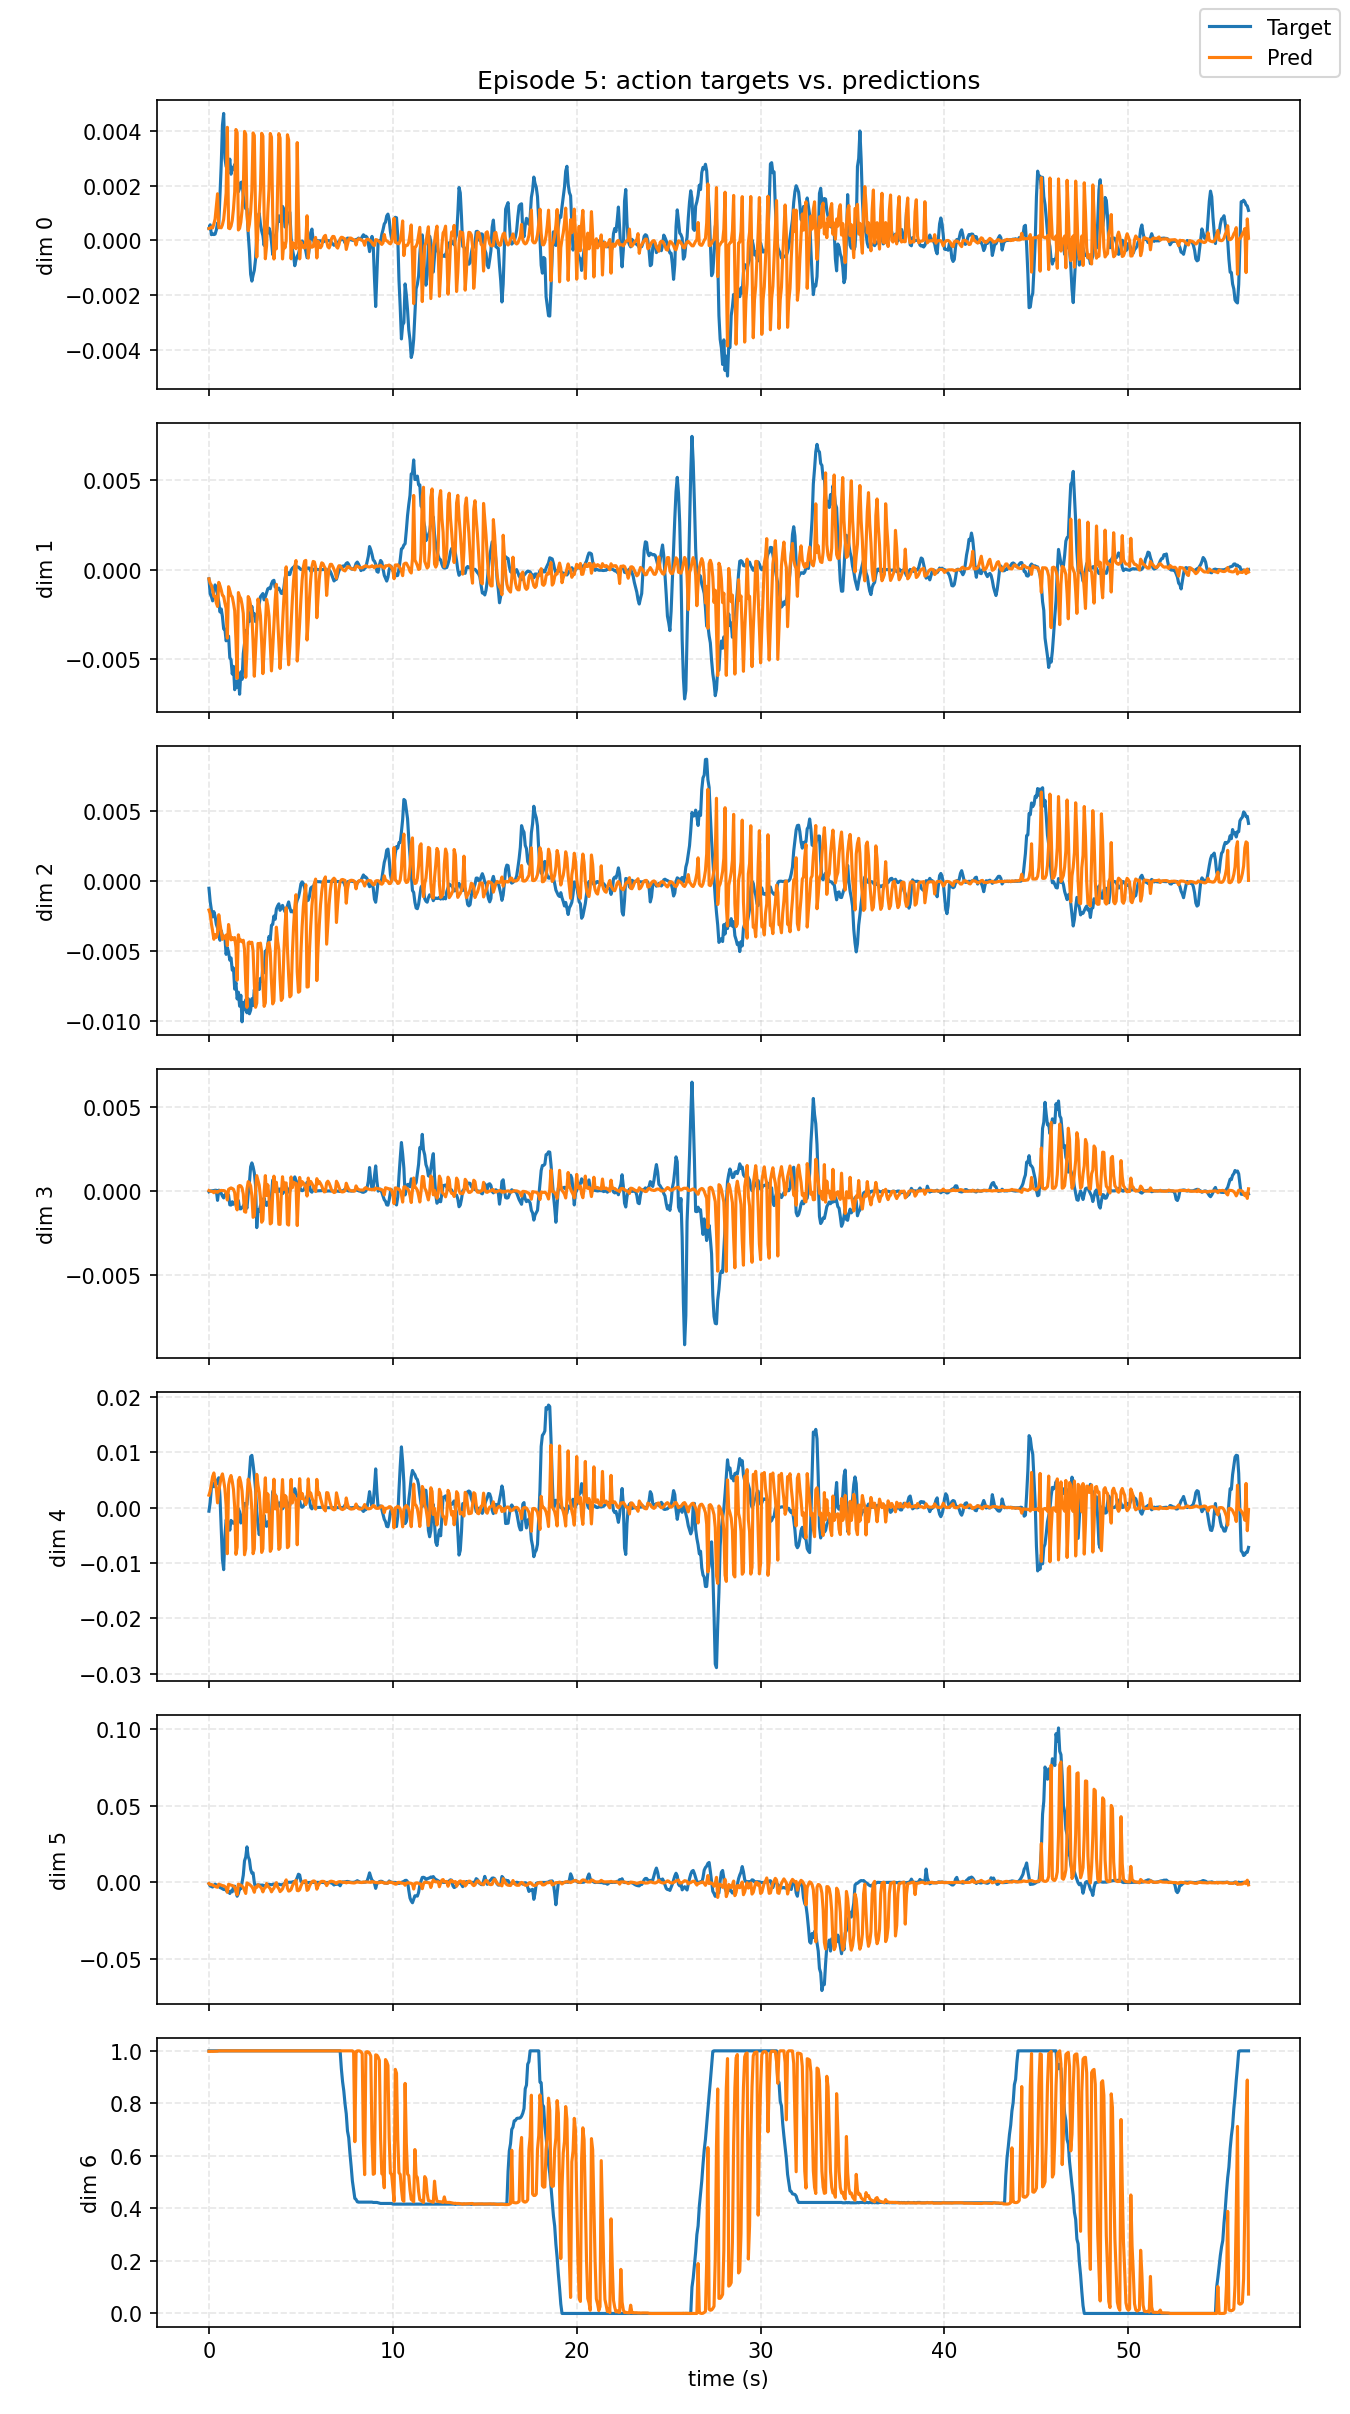 Target
Pred
Episode 5: action targets vs. predictions
0.004
0.002
0.000
−0.002
−0.004
dim 0
0.005
0.000
−0.005
dim 1
0.005
0.000
−0.005
−0.010
dim 2
0.005
0.000
−0.005
dim 3
0.02
0.01
0.00
−0.01
−0.02
−0.03
dim 4
0.10
0.05
0.00
−0.05
dim 5
1.0
0.8
0.6
0.4
0.2
0.0
dim 6
0 10 20 30 40 50
time (s)